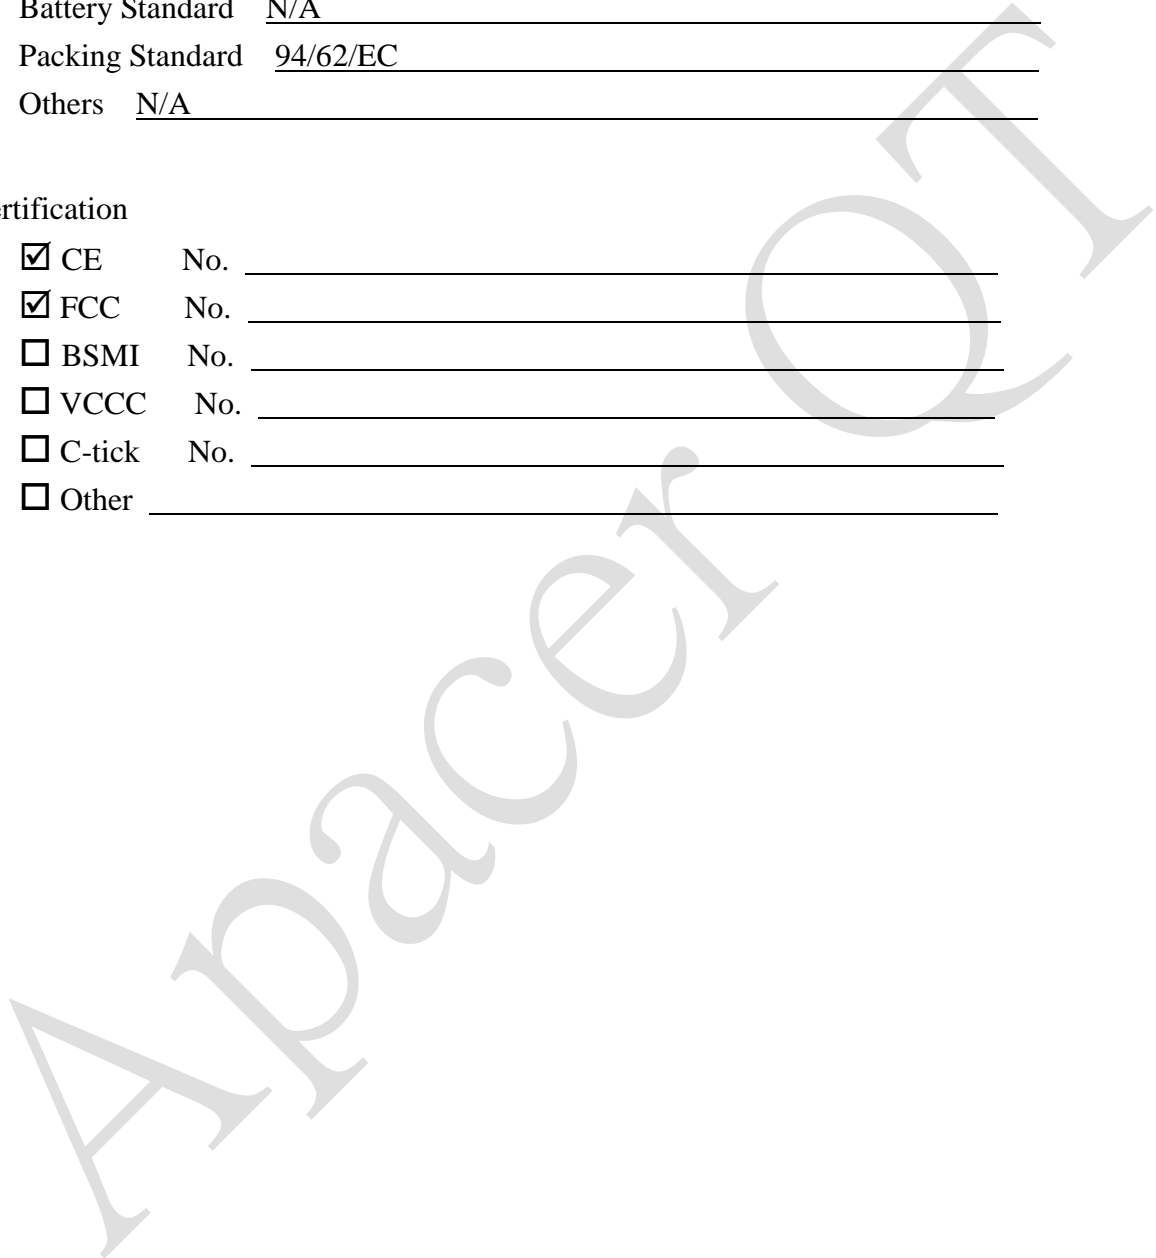 Battery Standard N/A
Packing Standard 94/62/EC
Others N/A
ertification
☑ CE No.
☑ FCC No.
☐ BSMI No.
☐ VCCC No.
☐ C-tick No.
☐ Other
Apacer QT